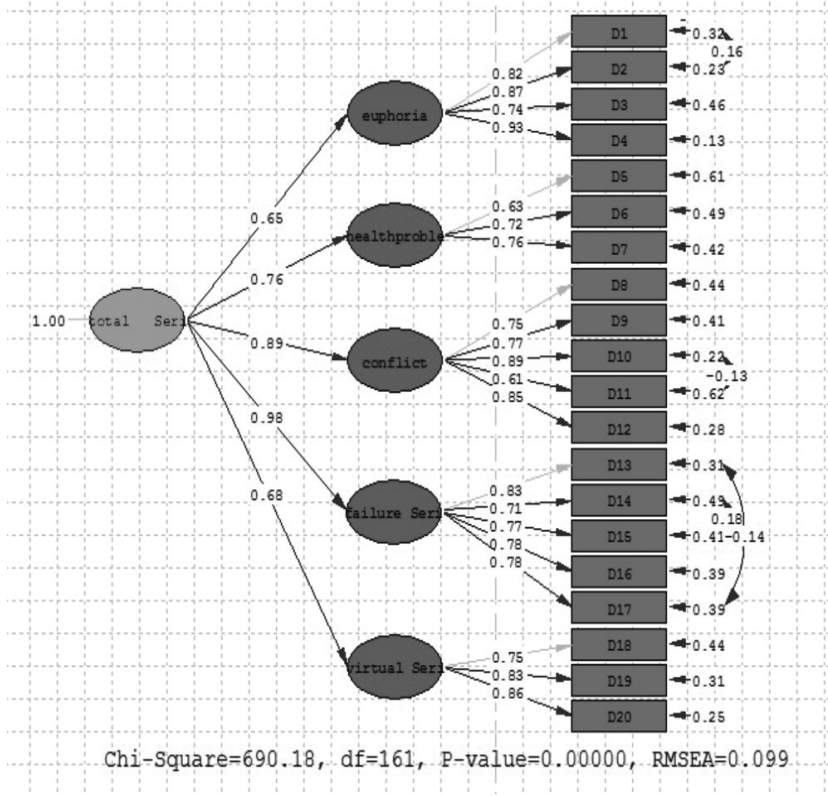 D1
0.32
0.16
D2
0.23
0.82
0.87
0.74
0.93
euphoria
D3
0.46
D4
0.13
D5
0.61
0.63
0.72
0.76
D6
0.49
healthproble
D7
0.42
0.65
0.76
0.89
0.98
0.68
D8
0.44
1.00
total Seri
0.75
0.77
0.89
0.61
0.85
D9
0.41
conflict
D10
0.22
-0.13
D11
0.62
D12
0.28
D13
0.31
0.83
0.71
0.77
0.78
0.78
D14
0.49
0.18
failure Seri
D15
0.41
-0.14
D16
0.39
D17
0.39
D18
0.44
0.75
0.83
0.86
virtual Seri
D19
0.31
D20
0.25
Chi-Square=690.18, df=161, P-value=0.00000, RMSEA=0.099